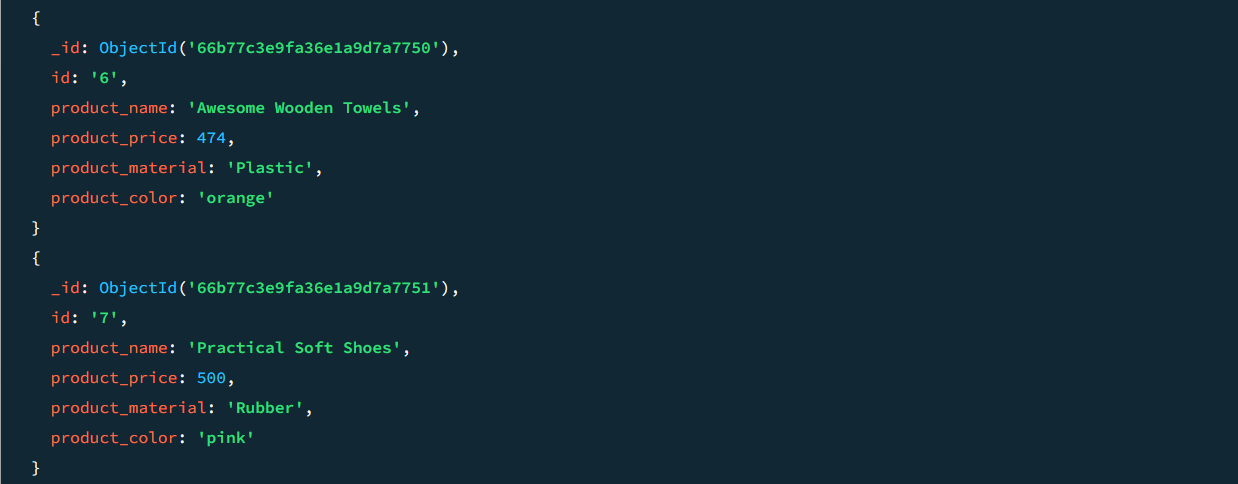 {
_id: ObjectId('66b77c3e9fa36e1a9d7a7750'),
id: '6',
product_name: 'Awesome Wooden Towels',
product_price: 474,
product_material: 'Plastic',
product_color: 'orange'
}
{
_id: ObjectId('66b77c3e9fa36e1a9d7a7751'),
id: '7',
product_name: 'Practical Soft Shoes',
product_price: 500,
product_material: 'Rubber',
product_color: 'pink'
}